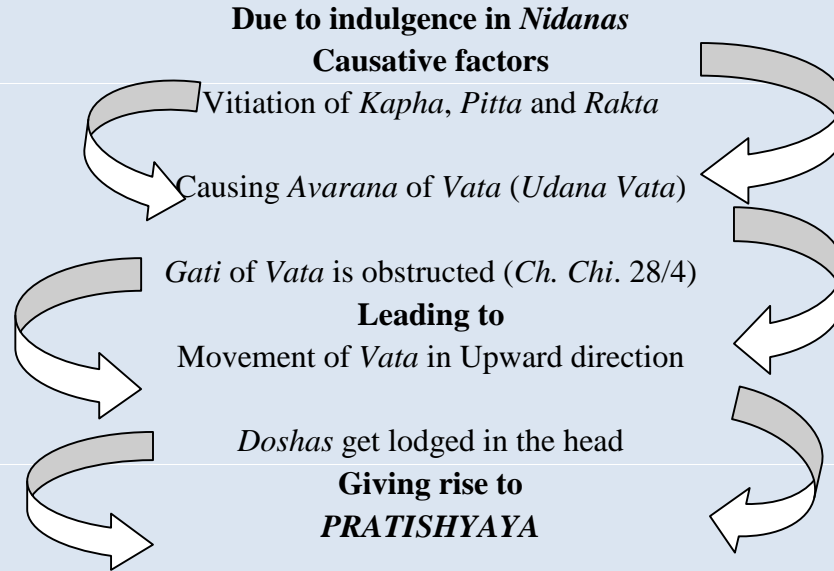 Due to indulgence in Nidanas
Causative factors
Vitiation of Kapha, Pitta and Rakta
Causing Avarana of Vata (Udana Vata)
Gati of Vata is obstructed (Ch. Chi. 28/4)
Leading to
Movement of Vata in Upward direction
Doshas get lodged in the head
Giving rise to
PRATISHYAYA